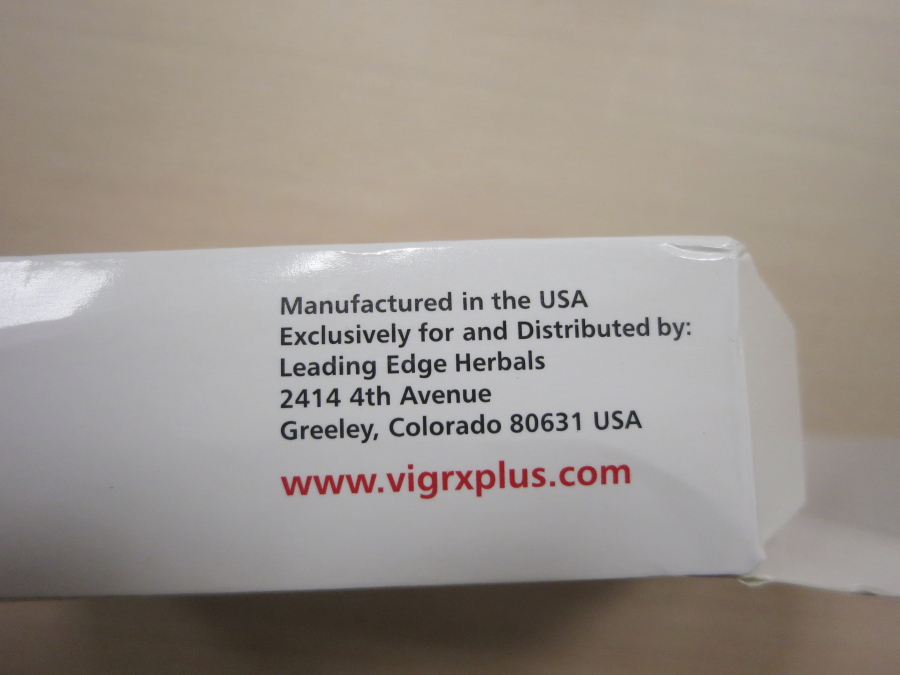 Manufactured in the USA
Exclusively for and Distributed by:
Leading Edge Herbals
2414 4th Avenue
Greeley, Colorado 80631 USA
www.vigrxplus.com